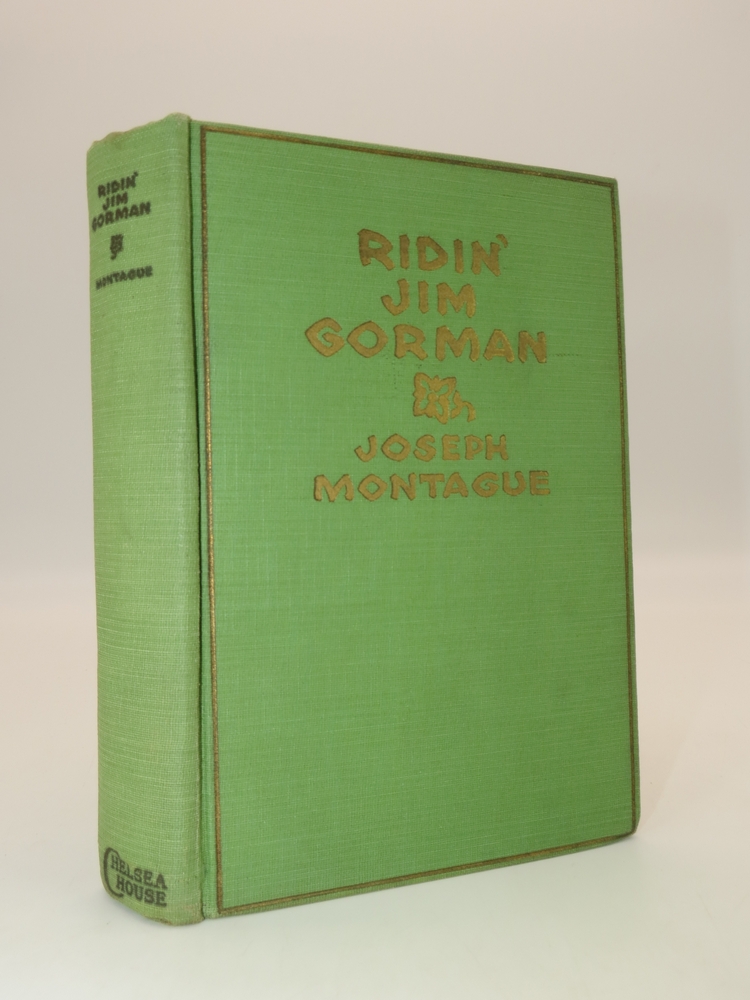 RIDIN'
JIM
GORMAN
MONTAGUE
CHELSEA
HOUSE
RIDIN'
JIM
GORMAN
JOSEPH
MONTAGUE